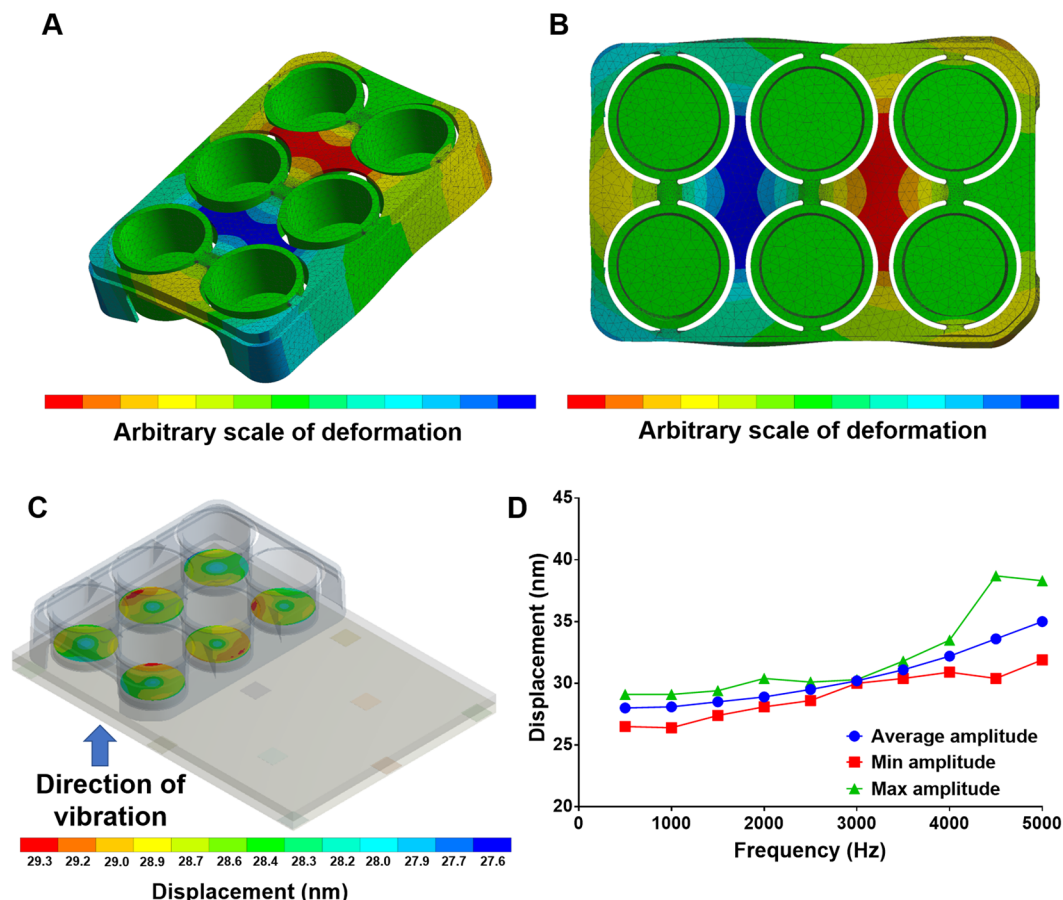 A
B
Arbitrary scale of deformation
Arbitrary scale of deformation
C
Direction of
vibration
29.3 29.2 29.0 28.9 28.7 28.6 28.4 28.3 28.2 28.0 27.9 27.7 27.6
Displacement (nm)
D
Displacement (nm)
45
40
35
30
25
20
0 1000 2000 3000 4000 5000
Frequency (Hz)
Average amplitude
Min amplitude
Max amplitude